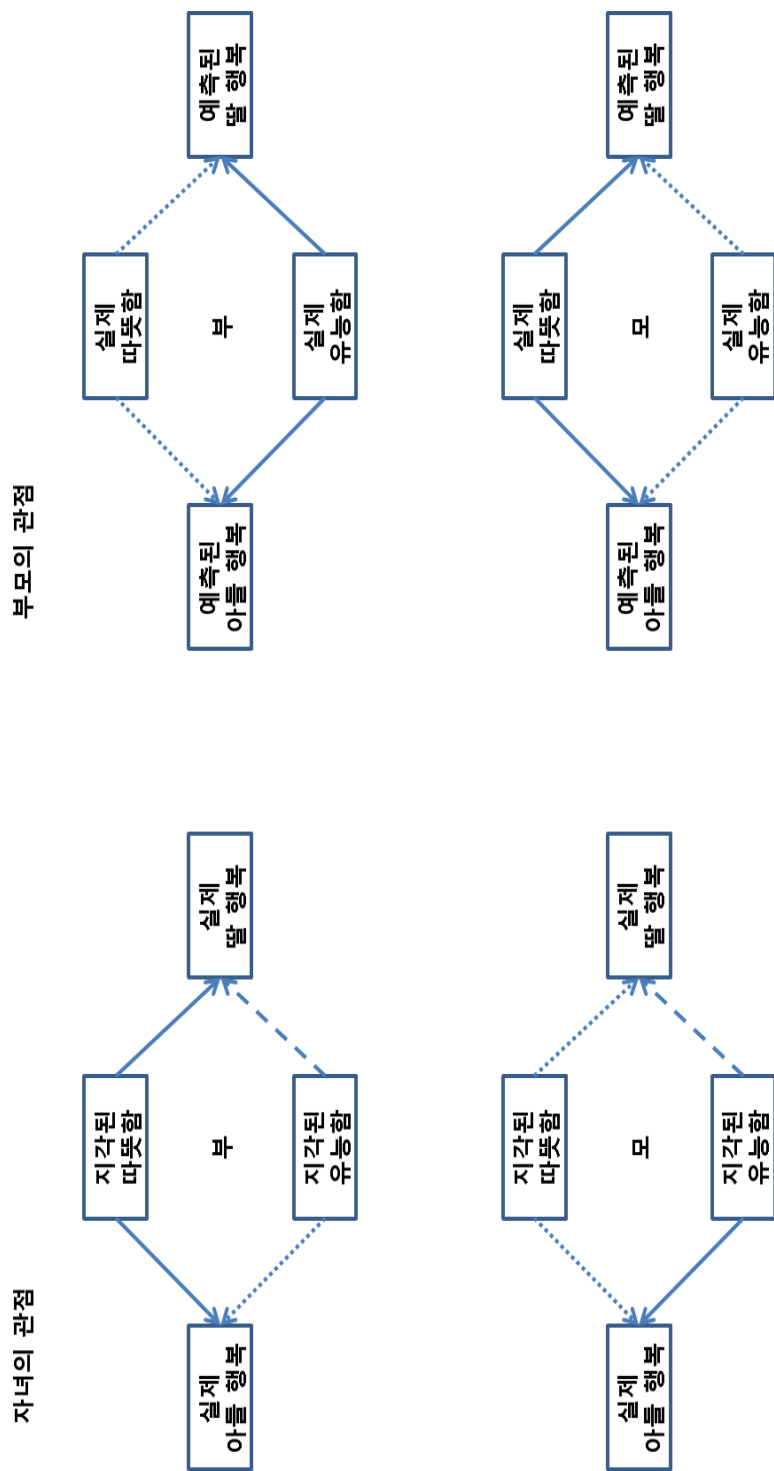 자녀의 관점
부모의 관점
지각된
따뜻함
실제
아들 행복
부
실제
딸 행복
지각된
유능함
실제
따뜻함
예측된
아들 행복
부
예측된
딸 행복
실제
유능함
지각된
따뜻함
실제
아들 행복
모
실제
딸 행복
지각된
유능함
실제
따뜻함
예측된
아들 행복
모
예측된
딸 행복
실제
유능함